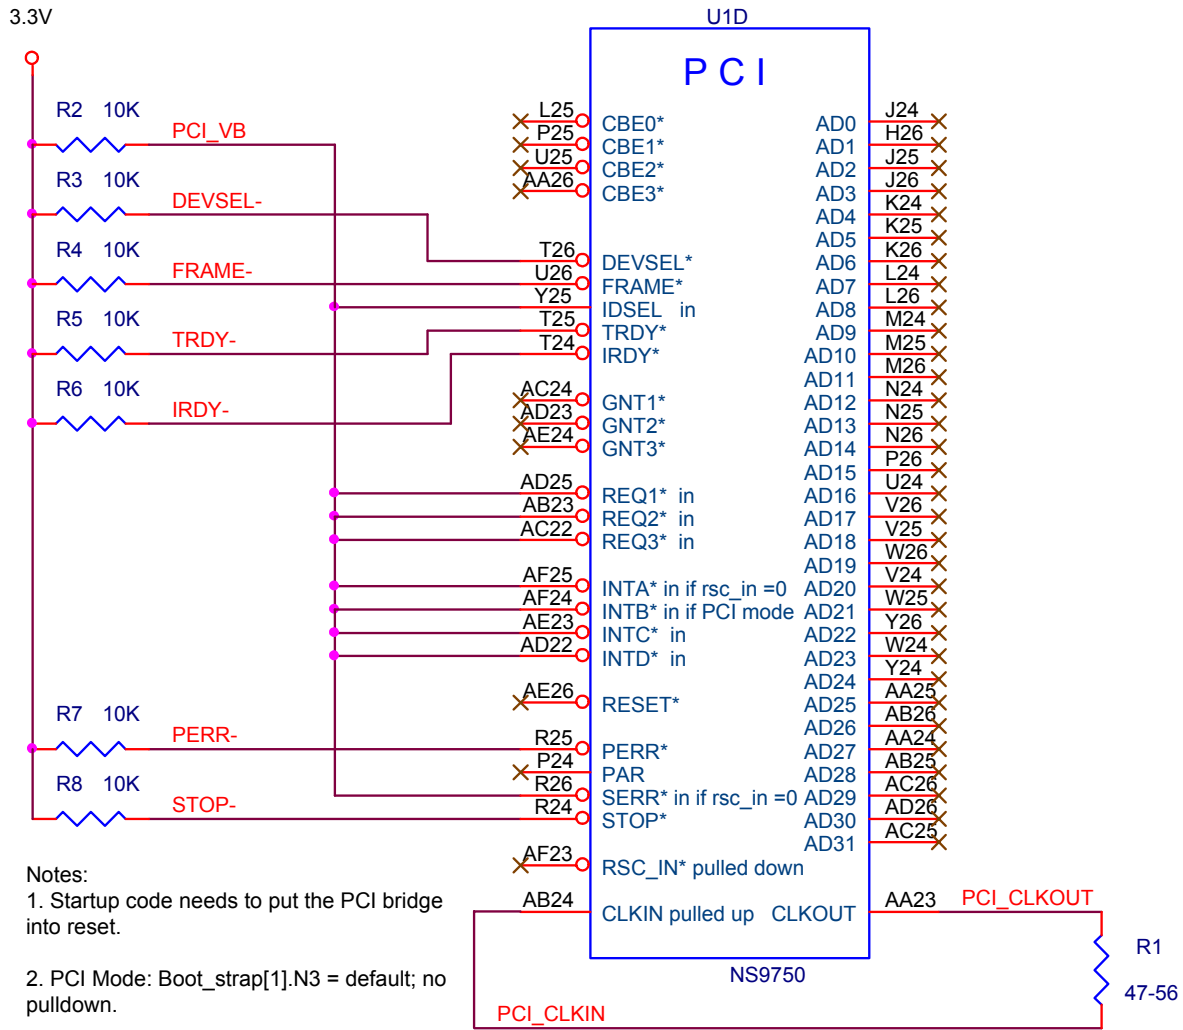 3.3V
U1D
P C I
R2 10K
PCI_VB
R3 10K
DEVSEL-
R4 10K
FRAME-
R5 10K
TRDY-
R6 10K
IRDY-
R7 10K
PERR-
R8 10K
STOP-
L25 CBE0*
P25 CBE1*
U25 CBE2*
AA26 CBE3*
T26 DEVSEL*
U26 FRAME*
Y25 IDSEL in
T25 TRDY*
T24 IRDY*
AC24 GNT1*
AD23 GNT2*
AE24 GNT3*
AD25 REQ1* in
AB23 REQ2* in
AC22 REQ3* in
AF25 INTA* in if rsc_in =0
AF24 INTB* in if PCI mode
AE23 INTC* in
AD22 INTD* in
AE26 RESET*
R25 PERR*
P24 PAR
R26 SERR* in if rsc_in =0
R24 STOP*
AF23 RSC_IN* pulled down
AB24 CLKIN pulled up
AD0 J24
AD1 H26
AD2 J25
AD3 J26
AD4 K24
AD5 K25
AD6 K26
AD7 L24
AD8 L26
AD9 M24
AD10 M25
AD11 M26
AD12 N24
AD13 N25
AD14 N26
AD15 P26
AD16 U24
AD17 V26
AD18 V25
AD19 W26
AD20 V24
AD21 W25
AD22 Y26
AD23 W24
AD24 Y24
AD25 AA25
AD26 AB26
AD27 AA24
AD28 AB25
AD29 AC26
AD30 AD26
AD31 AC25
CLKOUT AA23
PCI_CLKOUT
R1
47-56
NS9750
PCI_CLKIN
Notes:
1. Startup code needs to put the PCI bridge
into reset.
2. PCI Mode: Boot_strap[1].N3 = default; no
pulldown.